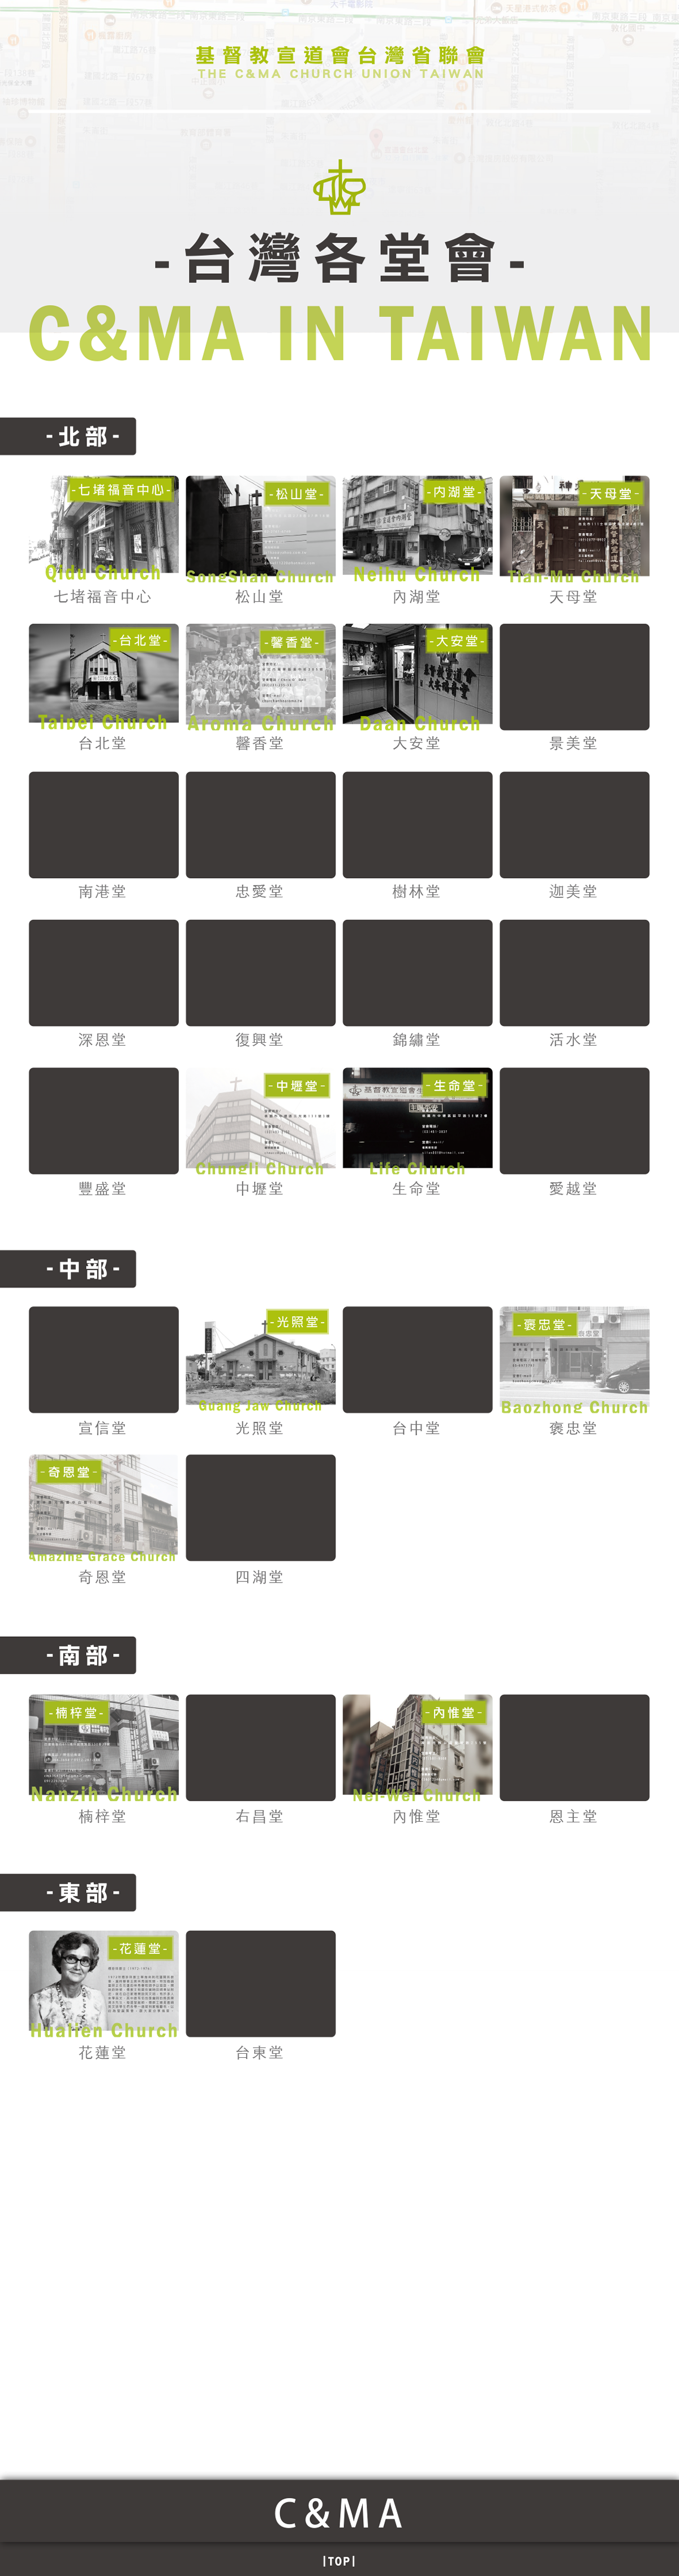 基督教宣道會台灣省聯會
THE C&MA CHURCH UNION TAIWAN
-台灣各堂會-
C&MA IN TAIWAN
-北部-
-七堵福音中心-
Qidu Church
七堵福音中心
-松山堂-
SongShan Church
松山堂
-內湖堂-
Neihu Church
內湖堂
-天母堂-
Tian-Mu Church
天母堂
-台北堂-
Taipei Church
台北堂
-馨香堂-
Aroma Church
馨香堂
-大安堂-
Daan Church
大安堂
景美堂
南港堂
忠愛堂
樹林堂
迦美堂
深恩堂
復興堂
錦繡堂
活水堂
豐盛堂
-中壢堂-
Chungli Church
中壢堂
-生命堂-
Life Church
生命堂
愛越堂
-中部-
宣信堂
-光照堂-
Guang Jaw Church
光照堂
台中堂
-褒忠堂-
Baozhong Church
褒忠堂
-奇恩堂-
Amazing Grace Church
奇恩堂
四湖堂
-南部-
-楠梓堂-
Nanzih Church
楠梓堂
右昌堂
-內惟堂-
Nei-Wei Church
內惟堂
恩主堂
-東部-
-花蓮堂-
Hualien Church
花蓮堂
台東堂
C&MA
|TOP|